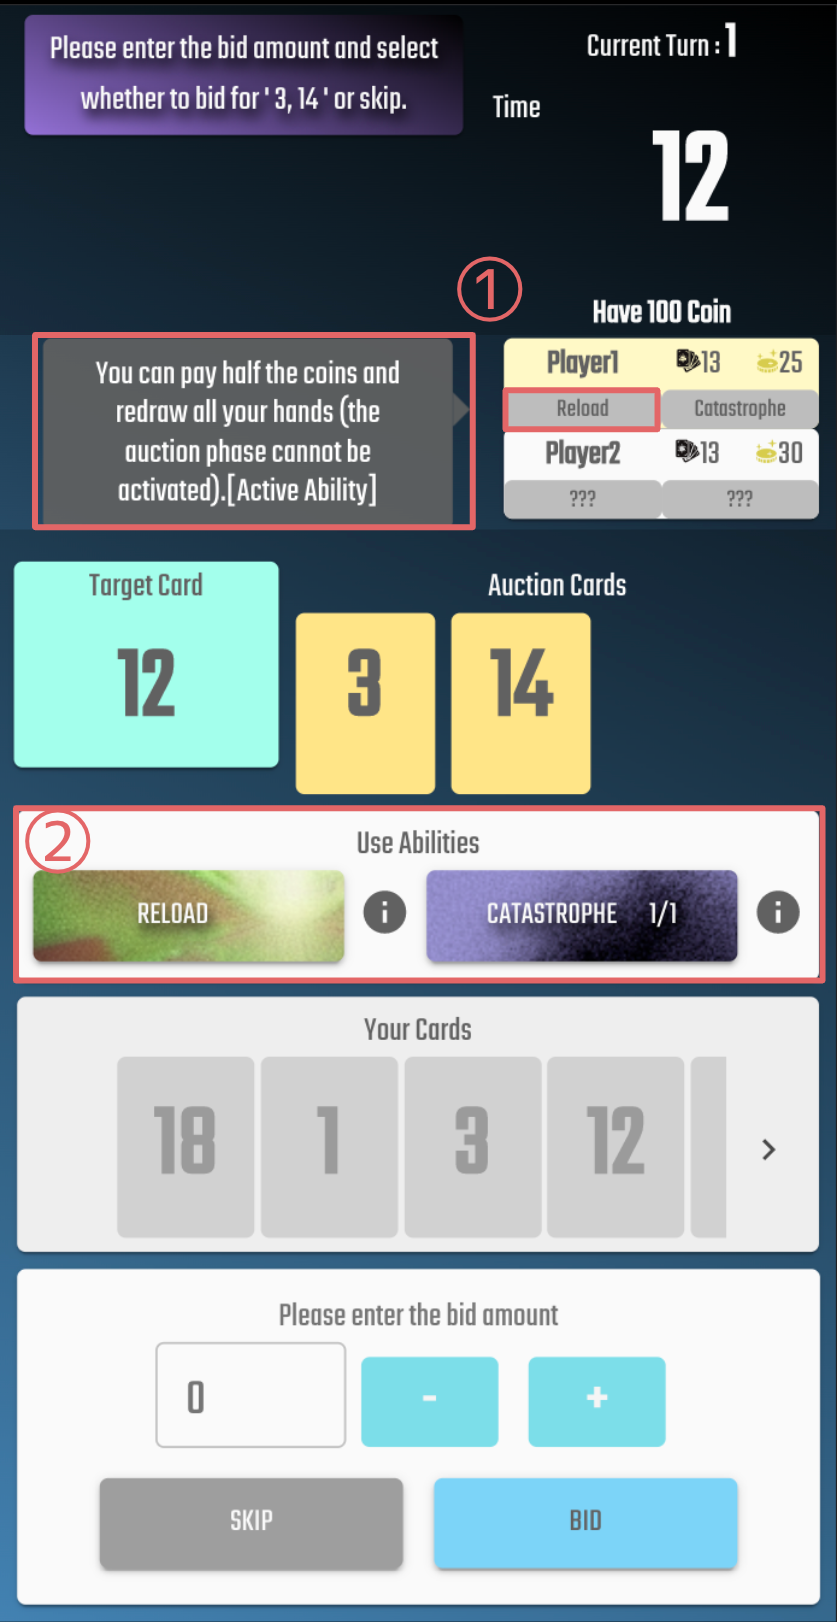 Please enter the bid amount and select
whether to bid for ' 3, 14 ' or skip.
Current Turn : 1
Time
12
①
Have 100 Coin
You can pay half the coins and
redraw all your hands (the
auction phase cannot be
activated).[Active Ability]
Player1 13 25
Reload Catastrophe
Player2 13 30
??? ???
Target Card
12
Auction Cards
3 14
②
Use Abilities
RELOAD i CATASTROPHE 1/1 i
Your Cards
18 1 3 12 >
Please enter the bid amount
0 - +
SKIP BID